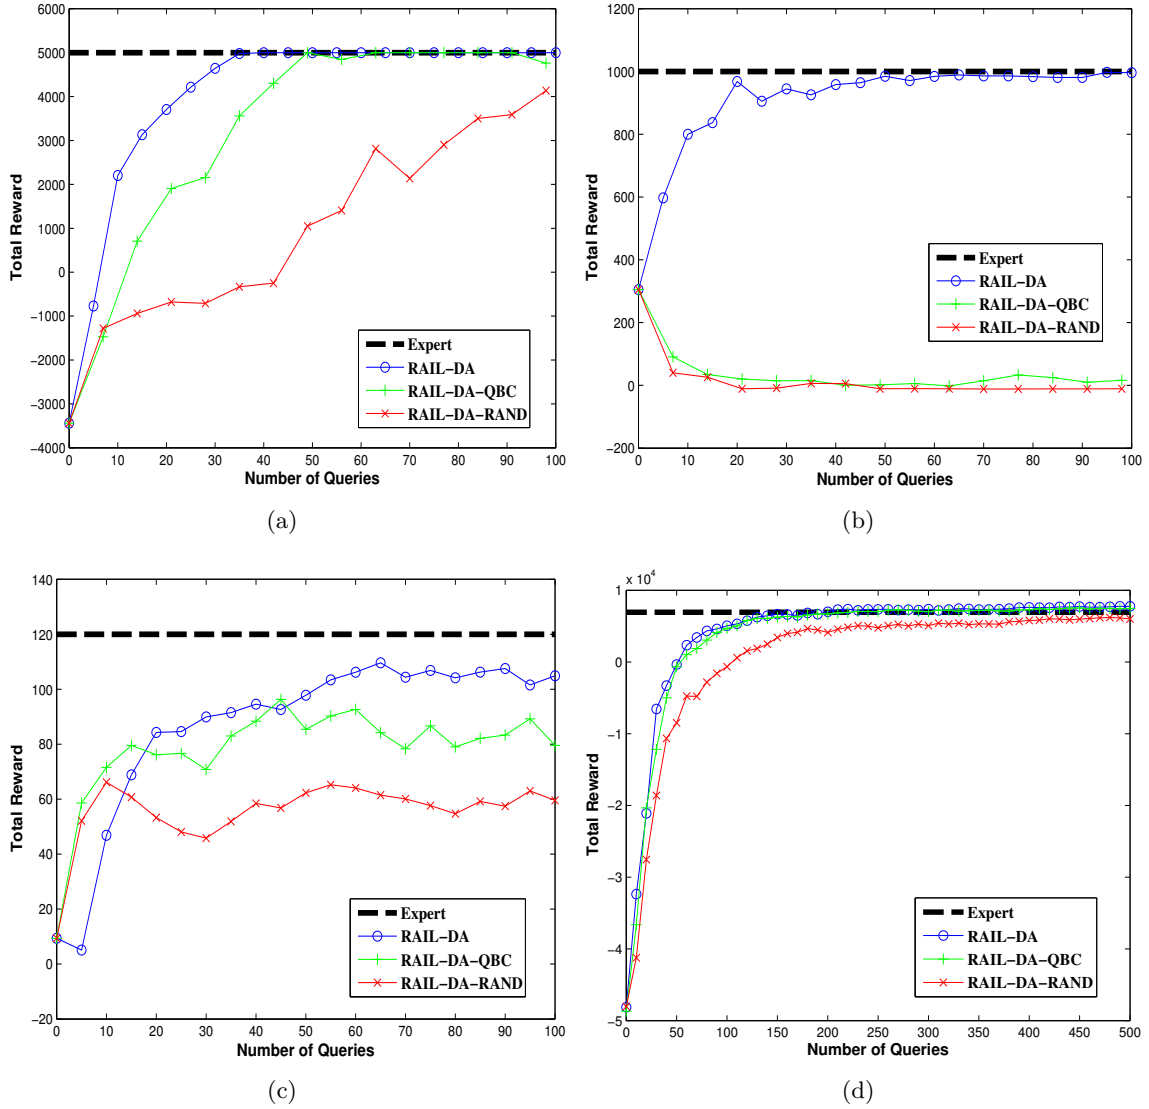 6000
5000
4000
3000
2000
1000
0
−1000
−2000
−3000
−4000
Total Reward
0 10 20 30 40 50 60 70 80 90 100
Number of Queries
Expert
RAIL−DA
RAIL−DA−QBC
RAIL−DA−RAND
(a)
1200
1000
800
600
400
200
0
−200
Total Reward
0 10 20 30 40 50 60 70 80 90 100
Number of Queries
Expert
RAIL−DA
RAIL−DA−QBC
RAIL−DA−RAND
(b)
140
120
100
80
60
40
20
0
−20
Total Reward
0 10 20 30 40 50 60 70 80 90 100
Number of Queries
Expert
RAIL−DA
RAIL−DA−QBC
RAIL−DA−RAND
(c)
x 10⁴
1
0
−1
−2
−3
−4
−5
Total Reward
0 50 100 150 200 250 300 350 400 450 500
Number of Queries
Expert
RAIL−DA
RAIL−DA−QBC
RAIL−DA−RAND
(d)